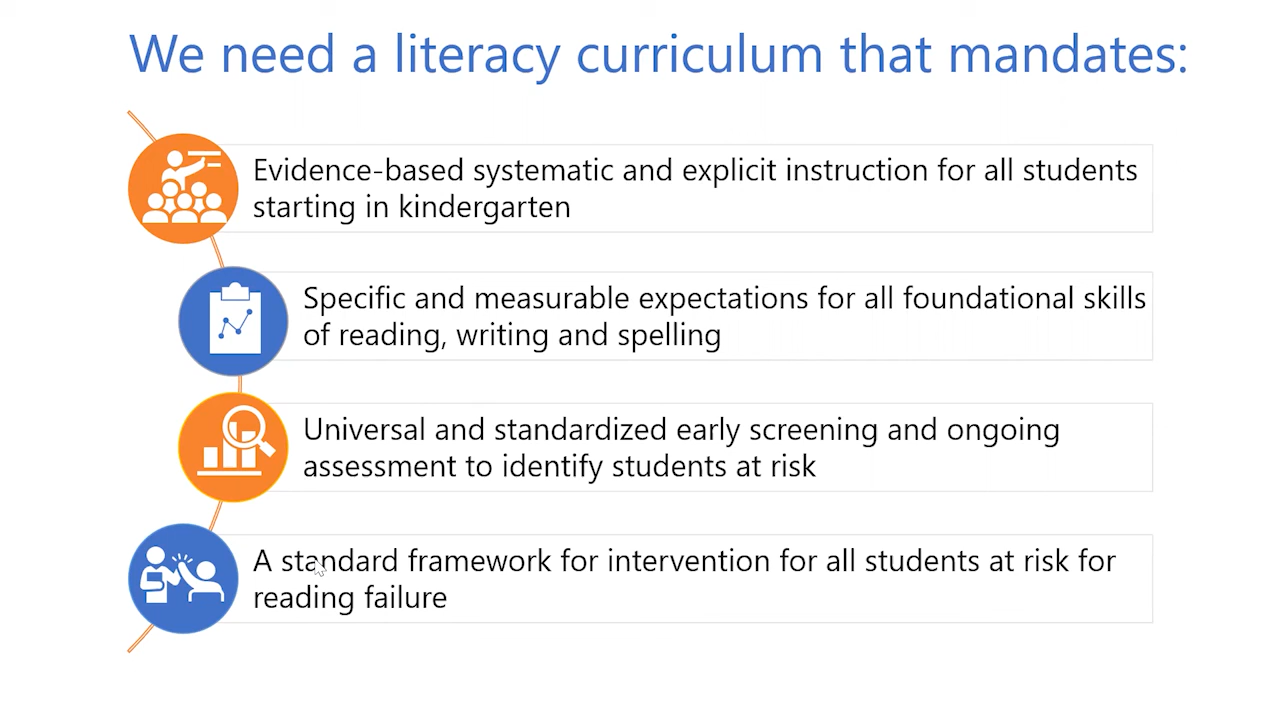 We need a literacy curriculum that mandates:
Evidence-based systematic and explicit instruction for all students
starting in kindergarten
Specific and measurable expectations for all foundational skills
of reading, writing and spelling
Universal and standardized early screening and ongoing
assessment to identify students at risk
A standard framework for intervention for all students at risk for
reading failure